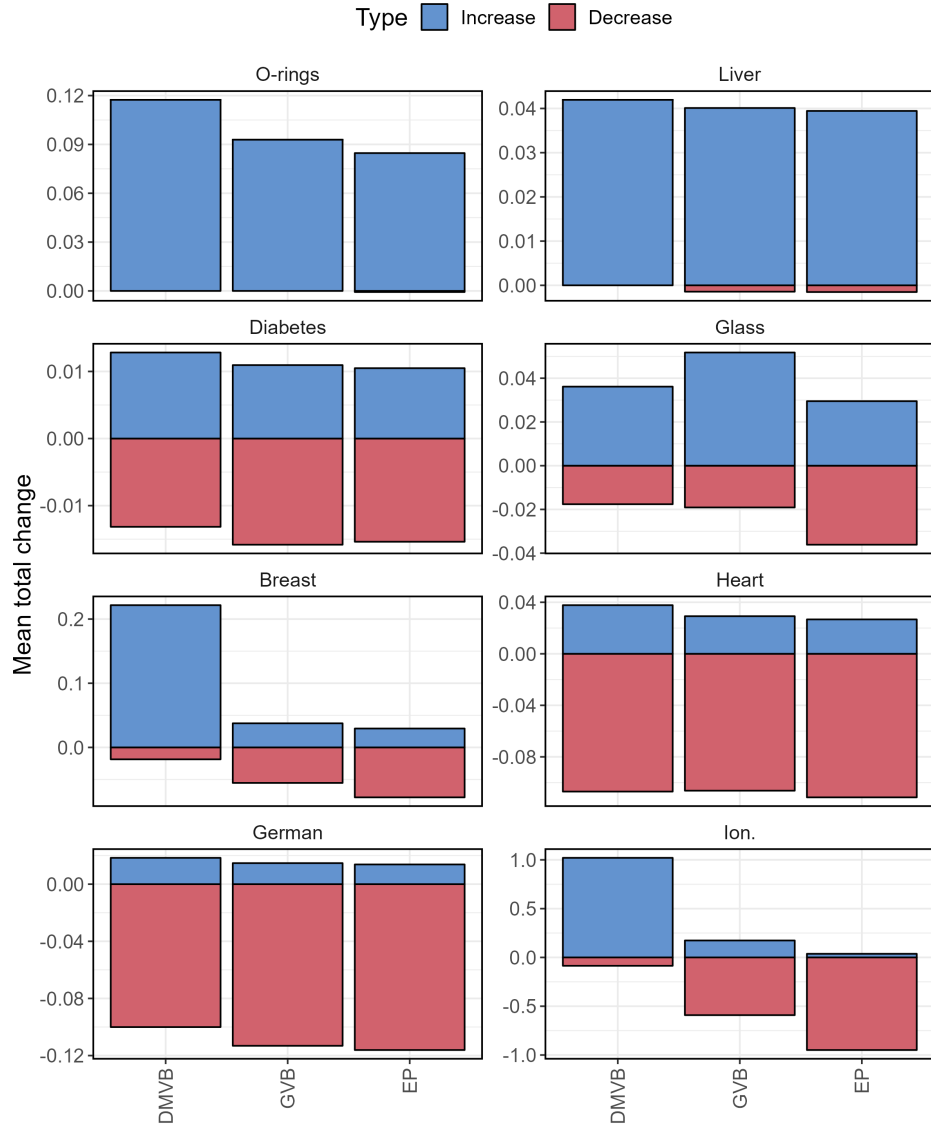 Type Increase Decrease
O-rings
0.12
0.09
0.06
0.03
0.00
Liver
0.04
0.03
0.02
0.01
0.00
Diabetes
0.01
0.00
-0.01
Glass
0.04
0.02
0.00
-0.02
-0.04
Mean total change
Breast
0.2
0.1
0.0
Heart
0.04
0.00
-0.04
-0.08
German
0.00
-0.04
-0.08
-0.12
DMVB
GVB
EP
Ion.
1.0
0.5
0.0
-0.5
-1.0
DMVB
GVB
EP